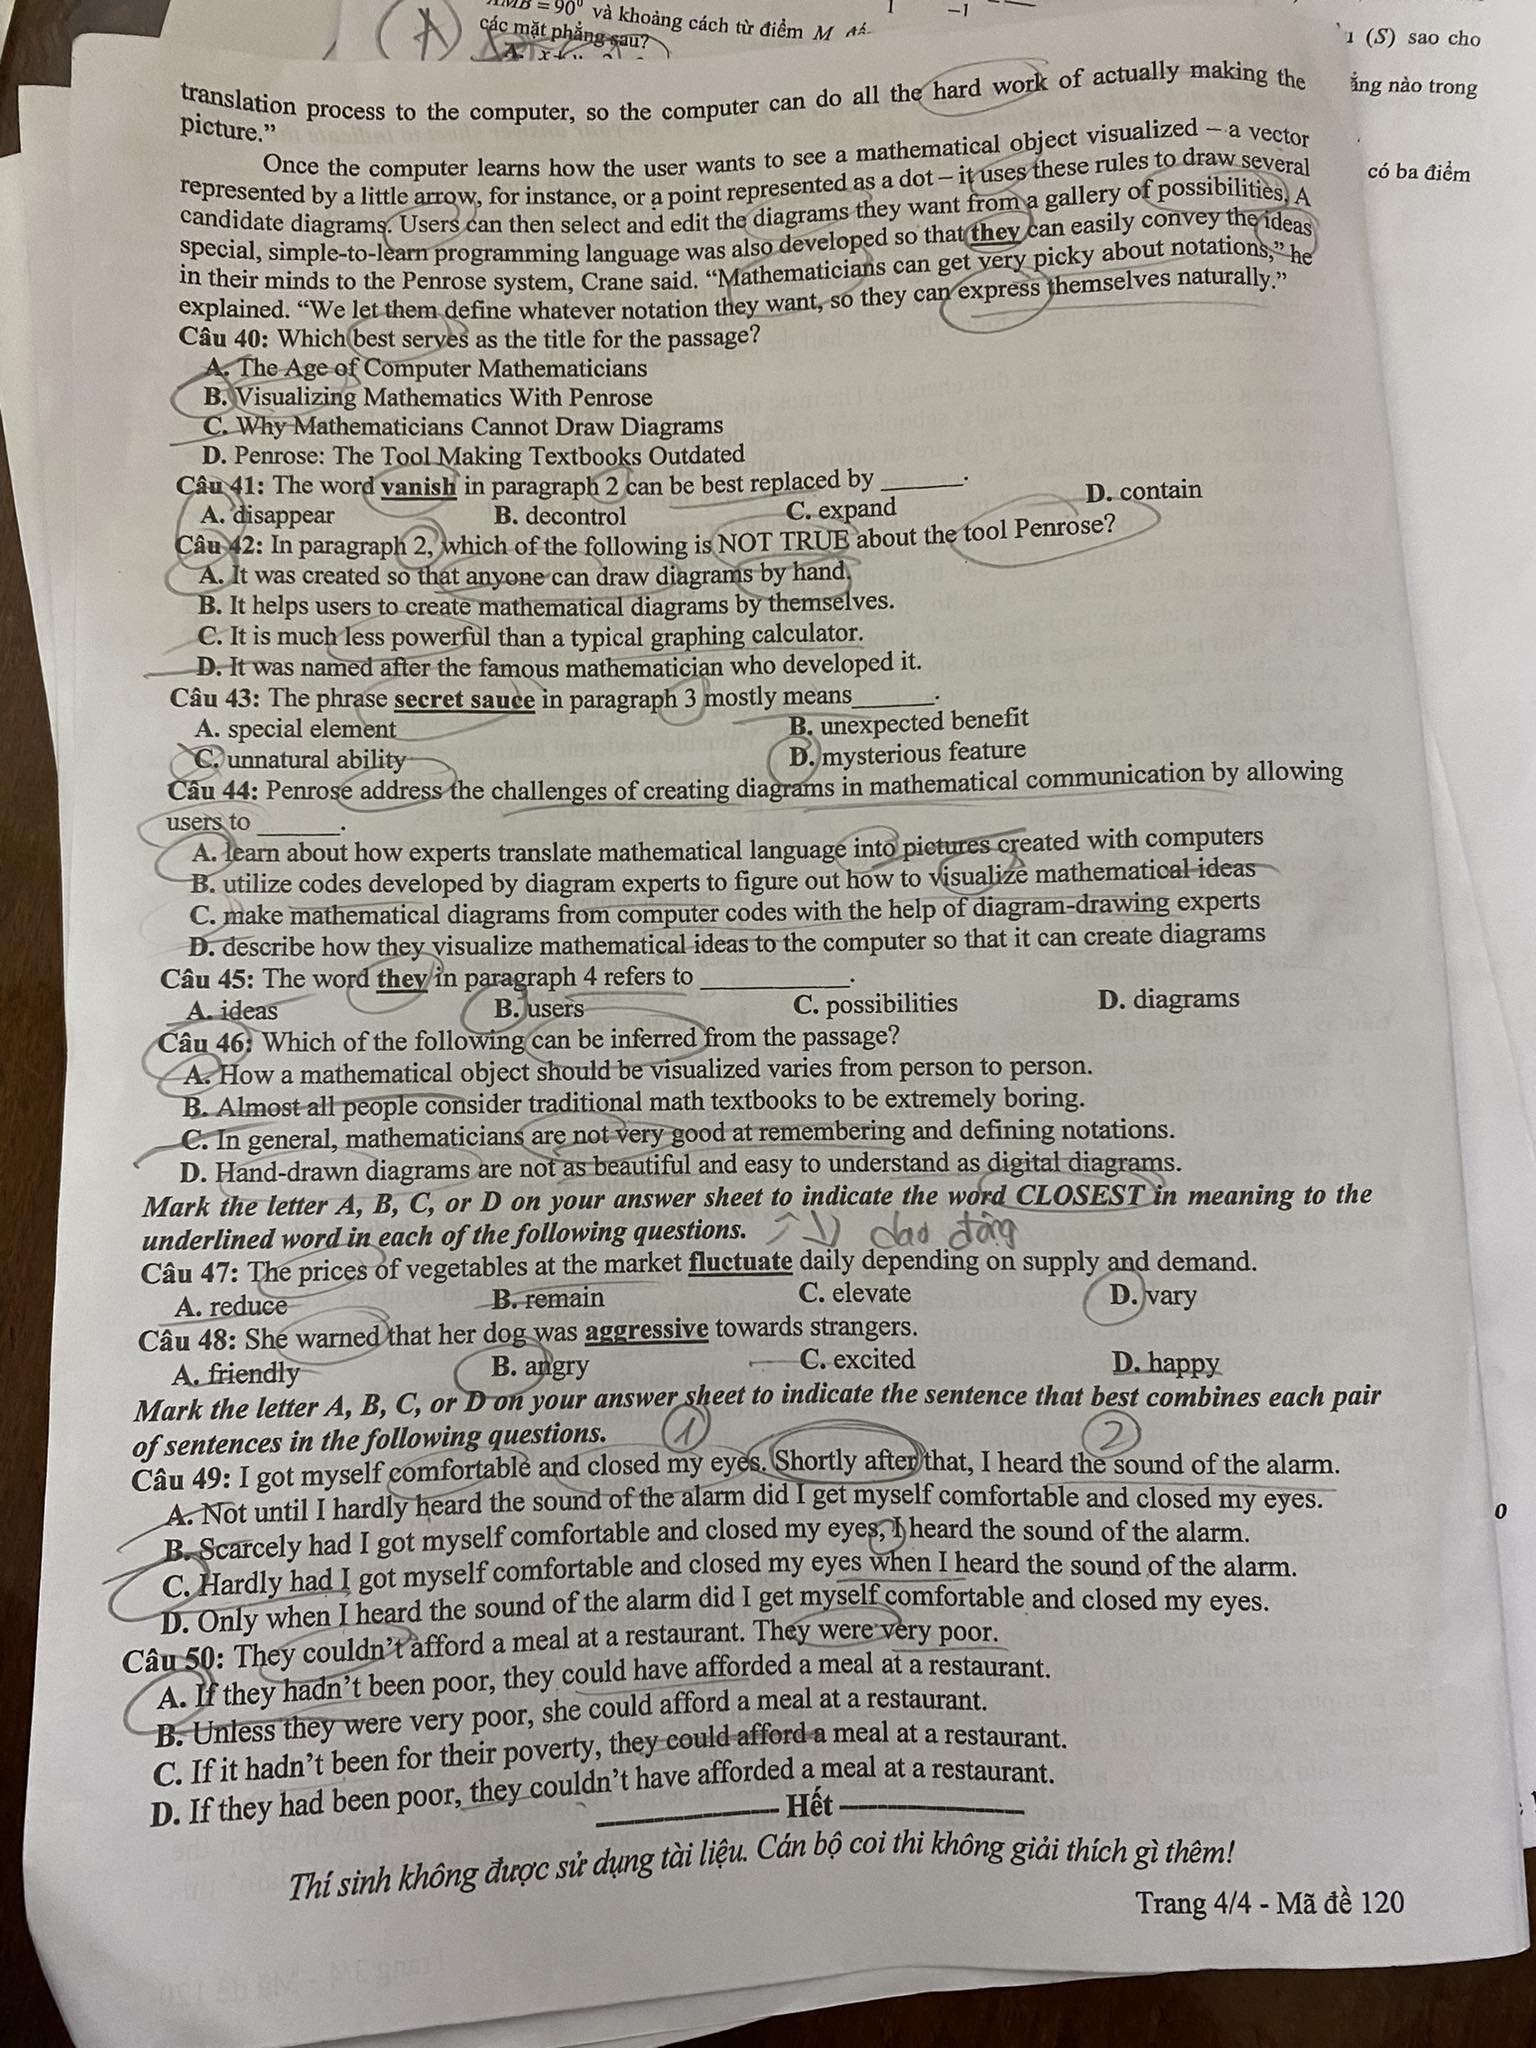 AMB = 90⁰ và khoảng cách từ điểm M
1
−1
các mặt phẳng sau?
(S) sao cho
A. x +
A
ẳng nào trong
có ba điểm
translation process to the computer, so the computer can do all the hard work of actually making the
picture.”
Once the computer learns how the user wants to see a mathematical object visualized – a vector
represented by a little arrow, for instance, or a point represented as a dot – it uses these rules to draw several
candidate diagrams. Users can then select and edit the diagrams they want from a gallery of possibilities. A
special, simple-to-learn programming language was also developed so that they can easily convey the ideas
in their minds to the Penrose system, Crane said. “Mathematicians can get very picky about notations,” he
explained. “We let them define whatever notation they want, so they can express themselves naturally.”
Câu 40: Which best serves as the title for the passage?
A. The Age of Computer Mathematicians
B. Visualizing Mathematics With Penrose
C. Why Mathematicians Cannot Draw Diagrams
D. Penrose: The Tool Making Textbooks Outdated
Câu 41: The word vanish in paragraph 2 can be best replaced by ______.
A. disappear B. decontrol C. expand D. contain
Câu 42: In paragraph 2, which of the following is NOT TRUE about the tool Penrose?
A. It was created so that anyone can draw diagrams by hand.
B. It helps users to create mathematical diagrams by themselves.
C. It is much less powerful than a typical graphing calculator.
D. It was named after the famous mathematician who developed it.
Câu 43: The phrase secret sauce in paragraph 3 mostly means______.
A. special element B. unexpected benefit
C. unnatural ability D. mysterious feature
Câu 44: Penrose address the challenges of creating diagrams in mathematical communication by allowing
users to ______.
A. learn about how experts translate mathematical language into pictures created with computers
B. utilize codes developed by diagram experts to figure out how to visualize mathematical ideas
C. make mathematical diagrams from computer codes with the help of diagram-drawing experts
D. describe how they visualize mathematical ideas to the computer so that it can create diagrams
Câu 45: The word they in paragraph 4 refers to ___________.
A. ideas B. users C. possibilities D. diagrams
Câu 46: Which of the following can be inferred from the passage?
A. How a mathematical object should be visualized varies from person to person.
B. Almost all people consider traditional math textbooks to be extremely boring.
C. In general, mathematicians are not very good at remembering and defining notations.
D. Hand-drawn diagrams are not as beautiful and easy to understand as digital diagrams.
Mark the letter A, B, C, or D on your answer sheet to indicate the word CLOSEST in meaning to the
underlined word in each of the following questions.
dao động
Câu 47: The prices of vegetables at the market fluctuate daily depending on supply and demand.
A. reduce B. remain C. elevate D. vary
Câu 48: She warned that her dog was aggressive towards strangers.
A. friendly B. angry C. excited D. happy
Mark the letter A, B, C, or D on your answer sheet to indicate the sentence that best combines each pair
of sentences in the following questions.
1 2
Câu 49: I got myself comfortable and closed my eyes. Shortly after that, I heard the sound of the alarm.
A. Not until I hardly heard the sound of the alarm did I get myself comfortable and closed my eyes.
B. Scarcely had I got myself comfortable and closed my eyes, I heard the sound of the alarm.
C. Hardly had I got myself comfortable and closed my eyes when I heard the sound of the alarm.
D. Only when I heard the sound of the alarm did I get myself comfortable and closed my eyes.
Câu 50: They couldn’t afford a meal at a restaurant. They were very poor.
A. If they hadn’t been poor, they could have afforded a meal at a restaurant.
B. Unless they were very poor, she could afford a meal at a restaurant.
C. If it hadn’t been for their poverty, they could afford a meal at a restaurant.
D. If they had been poor, they couldn’t have afforded a meal at a restaurant.
Hết
Thí sinh không được sử dụng tài liệu. Cán bộ coi thi không giải thích gì thêm!
Trang 4/4 - Mã đề 120
0